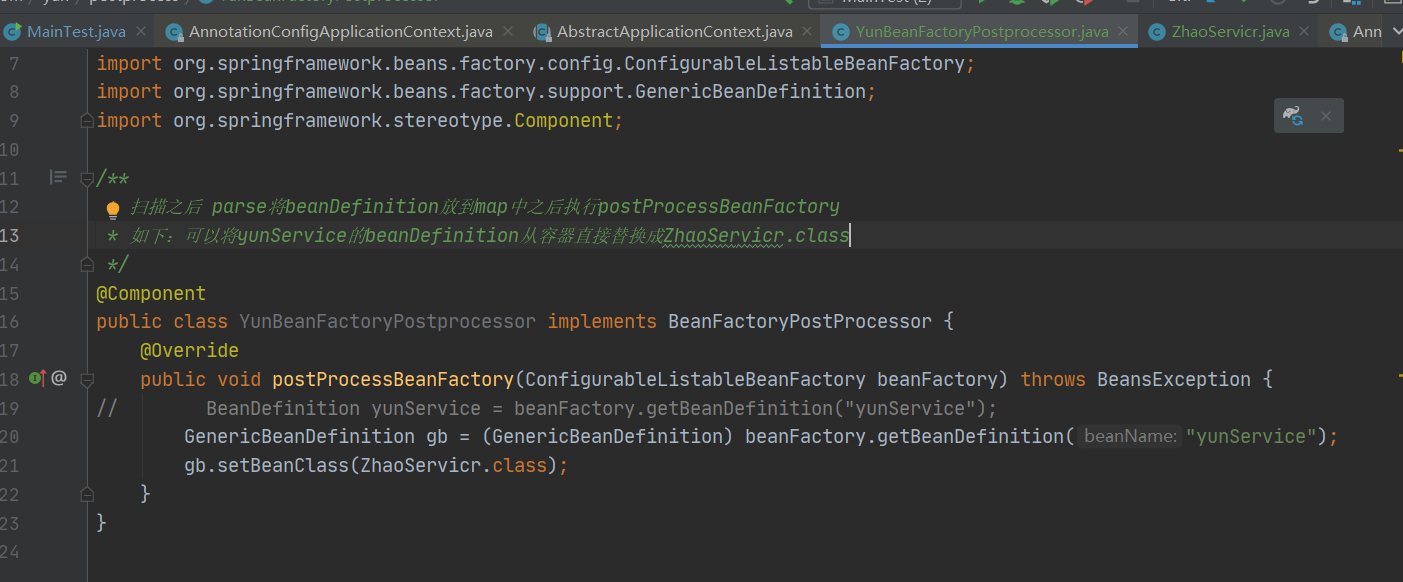 MainTest.java
AnnotationConfigApplicationContext.java
AbstractApplicationContext.java
YunBeanFactoryPostprocessor.java
ZhaoServicr.java
Ann
7 import org.springframework.beans.factory.config.ConfigurableListableBeanFactory;
8 import org.springframework.beans.factory.support.GenericBeanDefinition;
9 import org.springframework.stereotype.Component;
10
11 /**
12 扫描之后 parse将beanDefinition放到map中之后执行postProcessBeanFactory
13 * 如下：可以将yunService的beanDefinition从容器直接替换成ZhaoServicr.class
14 */
15 @Component
16 public class YunBeanFactoryPostprocessor implements BeanFactoryPostProcessor {
17 @Override
18 @ public void postProcessBeanFactory(ConfigurableListableBeanFactory beanFactory) throws BeansException {
19 // BeanDefinition yunService = beanFactory.getBeanDefinition("yunService");
20 GenericBeanDefinition gb = (GenericBeanDefinition) beanFactory.getBeanDefinition( beanName: "yunService");
21 gb.setBeanClass(ZhaoServicr.class);
22 }
23 }
24